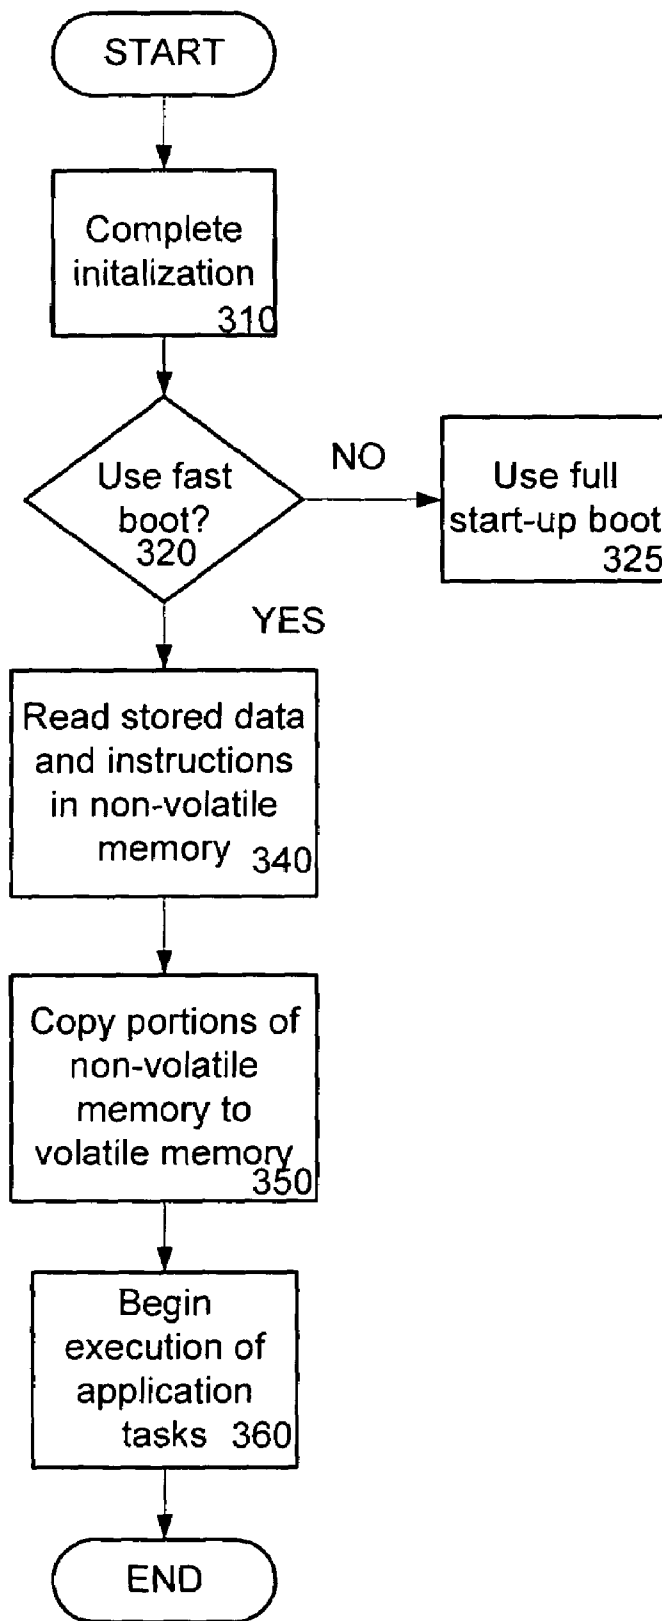 START
Complete
initalization
310
Use fast
boot?
320
NO
Use full
start-up boot
325
YES
Read stored data
and instructions
in non-volatile
memory 340
Copy portions of
non-volatile
memory to
volatile memory
350
Begin
execution of
application
tasks 360
END